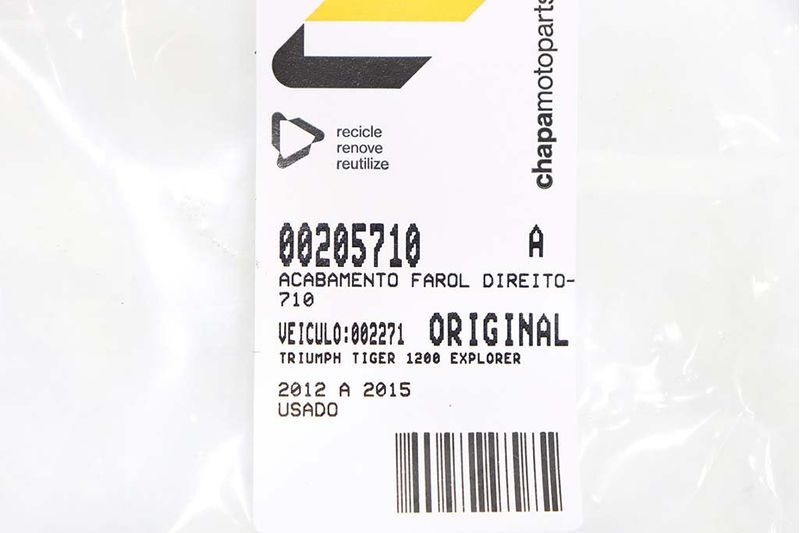 chapamotoparts
recicle
renove
reutilize
00205710 A
ACABAMENTO FAROL DIREITO-
710
VEICULO:002271 ORIGINAL
TRIUMPH TIGER 1200 EXPLORER
2012 A 2015
USADO